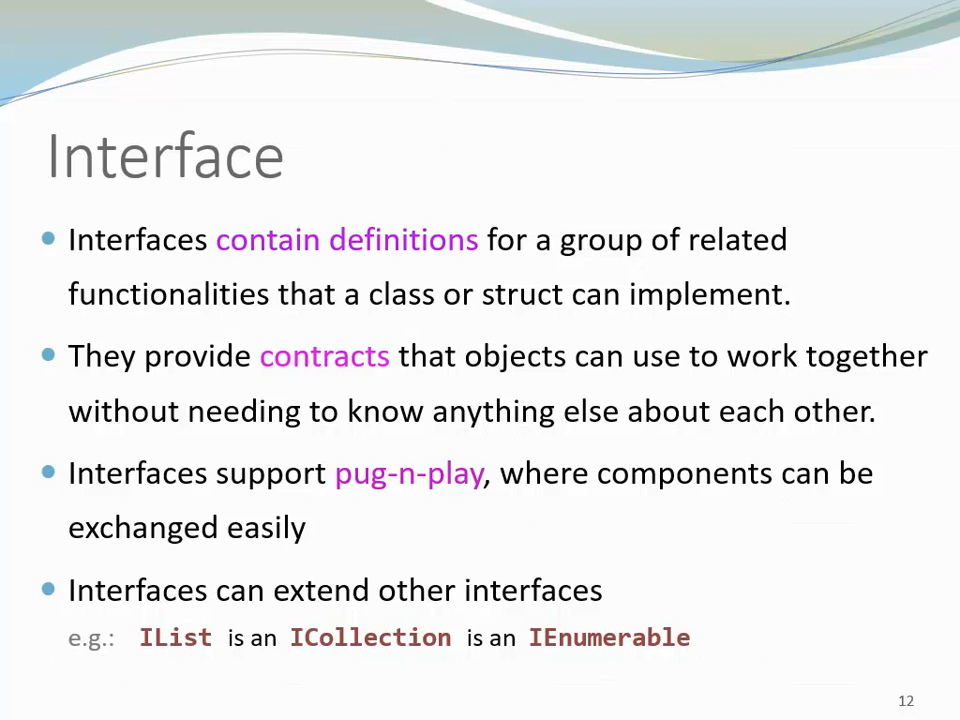 Interface
• Interfaces contain definitions for a group of related
functionalities that a class or struct can implement.
• They provide contracts that objects can use to work together
without needing to know anything else about each other.
• Interfaces support pug-n-play, where components can be
exchanged easily
• Interfaces can extend other interfaces
e.g.: IList is an ICollection is an IEnumerable
12